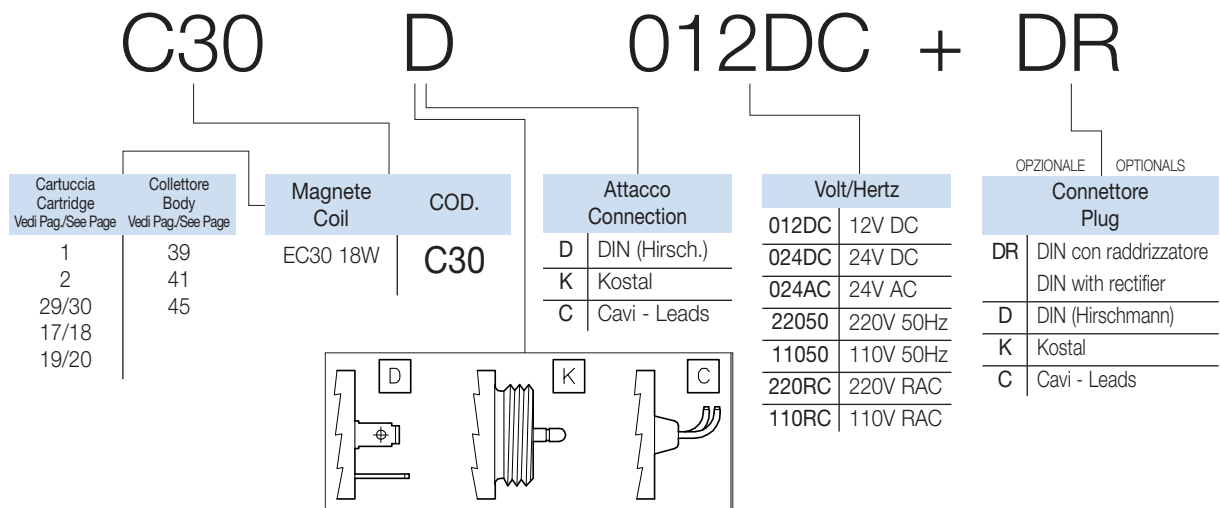 C30 D 012DC + DR
OPZIONALE OPTIONALS
Cartuccia
Cartridge
Vedi Pag./See Page
Collettore
Body
Vedi Pag./See Page
1 39
2 41
29/30 45
17/18
19/20
Magnete
Coil
COD.
EC30 18W C30
Attacco
Connection
D DIN (Hirsch.)
K Kostal
C Cavi - Leads
Volt/Hertz
012DC 12V DC
024DC 24V DC
024AC 24V AC
22050 220V 50Hz
11050 110V 50Hz
220RC 220V RAC
110RC 110V RAC
Connettore
Plug
DR DIN con raddrizzatore
DIN with rectifier
D DIN (Hirschmann)
K Kostal
C Cavi - Leads
D K C